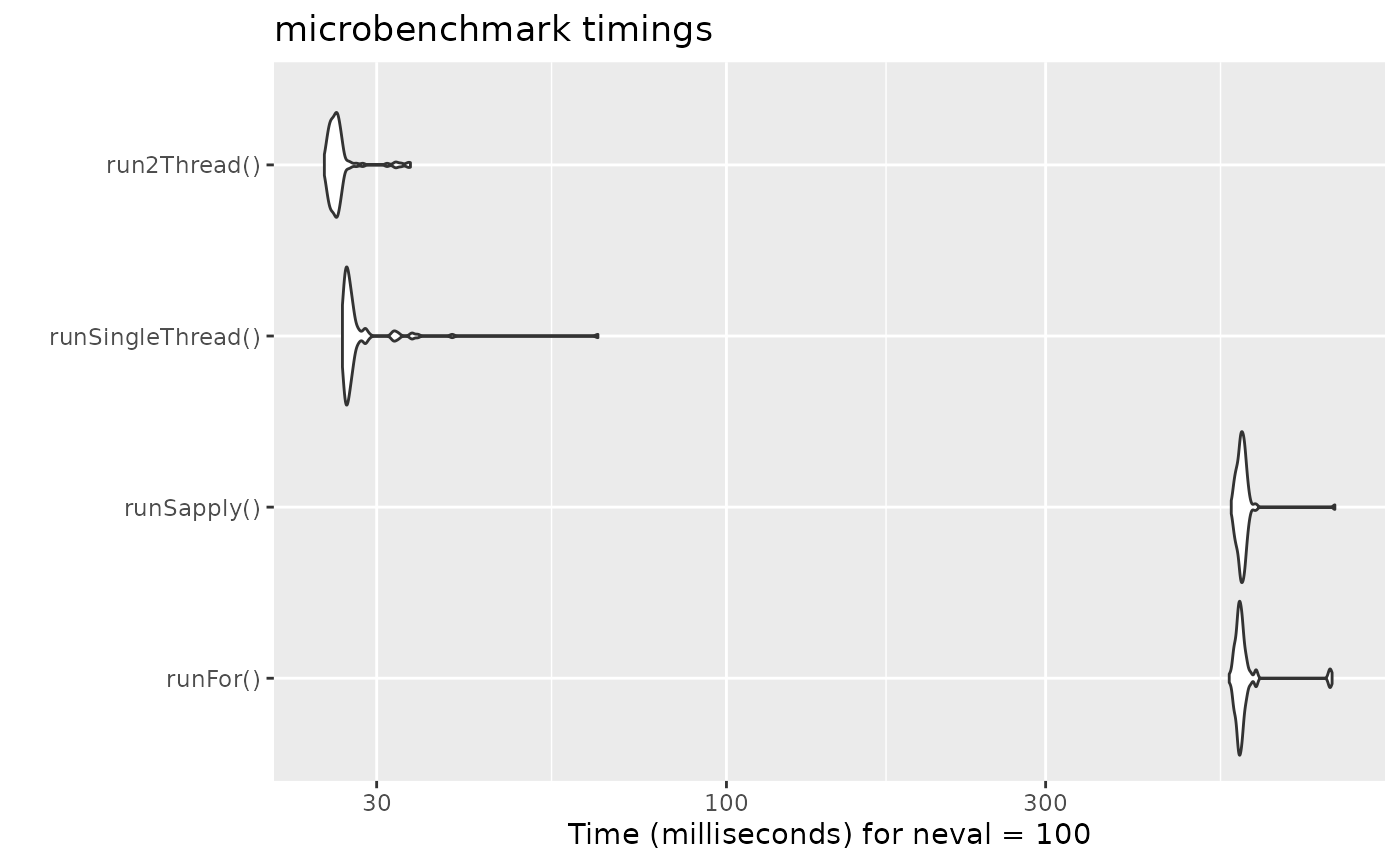 microbenchmark timings
run2Thread()
runSingleThread()
runSapply()
runFor()
30 100 300
Time (milliseconds) for neval = 100